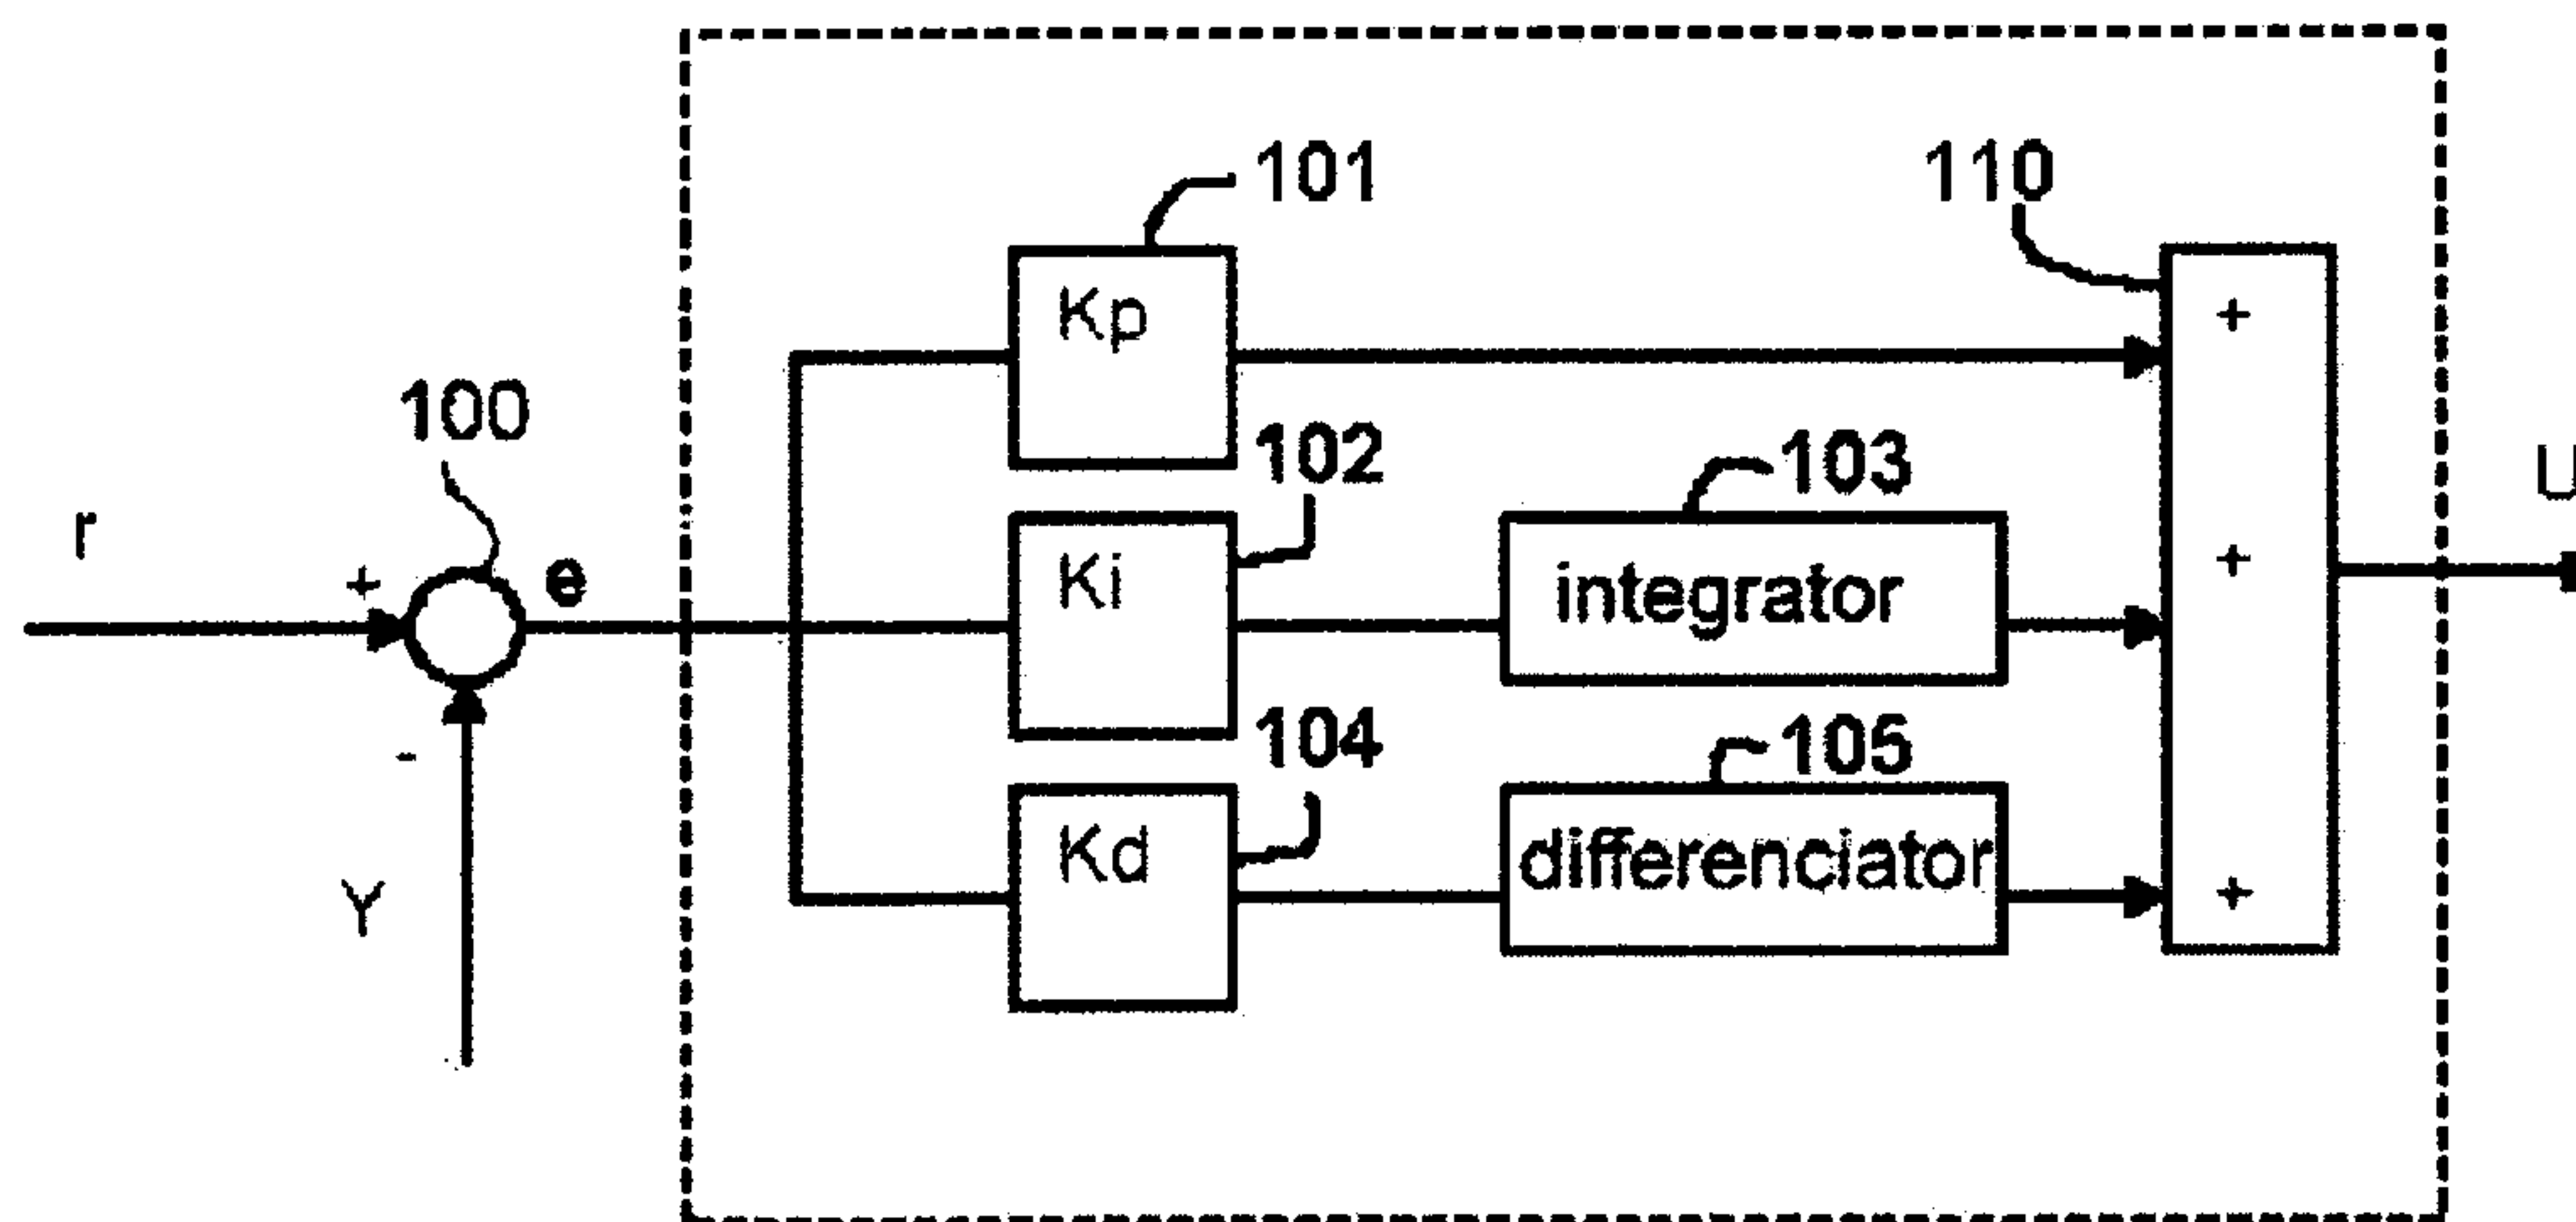 101
110
Kp
+
100
102
103
U
r
+
e
Ki
integrator
+
-
104
105
Y
Kd
differenciator
+